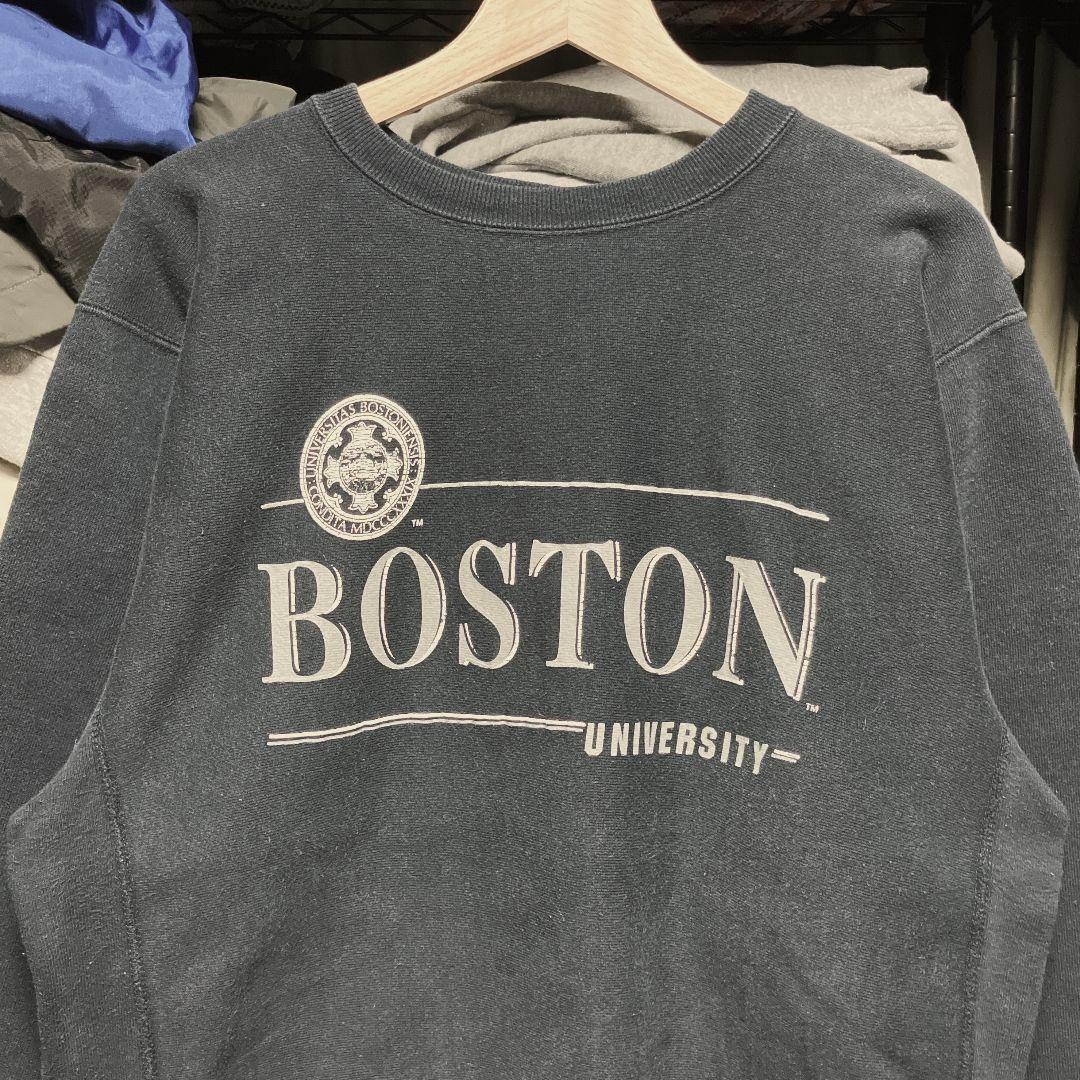 UNIVERSITAS BOSTONIENSIS
CONDITA MDCCCXXXIX
TM
BOSTON
TM
UNIVERSITY